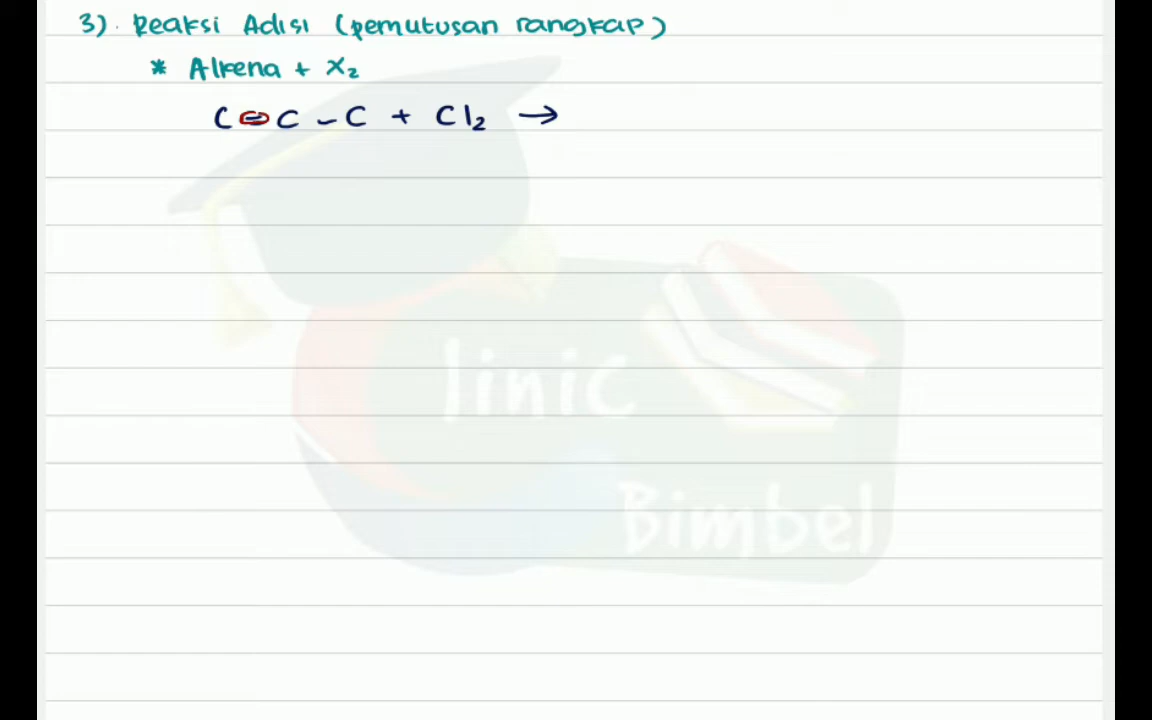 3). Reaksi Adisi (pemutusan rangkap)
* Alkena + X₂
C=C-C + Cl₂ →
linic
Bimbel